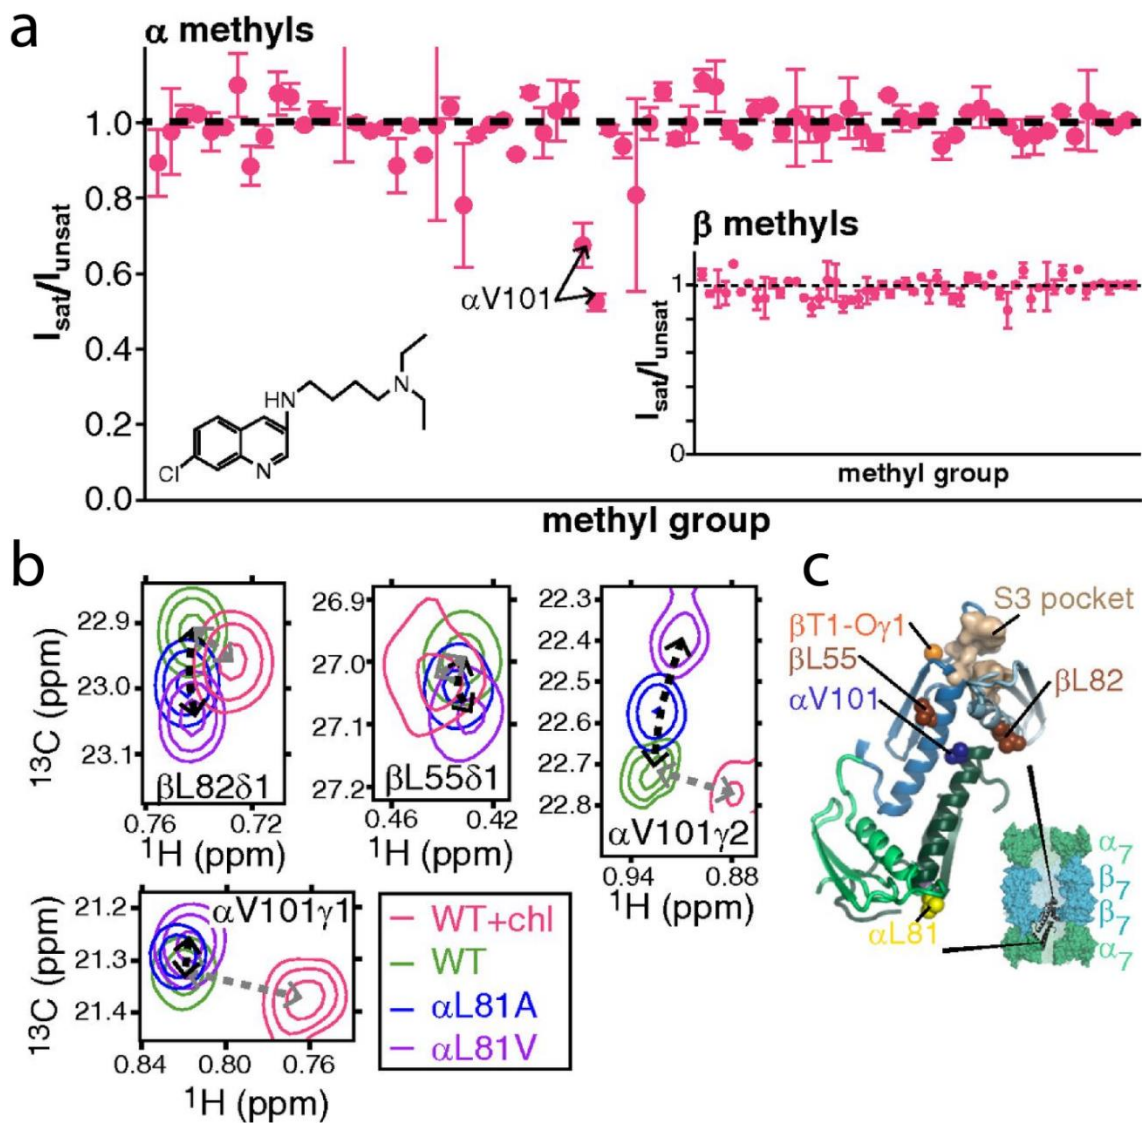 a
α methyls
1.0
0.8
0.6
0.4
0.2
0.0
Isat/Iunsat
αV101
HN
N
Cl
N
β methyls
1
0
Isat/Iunsat
methyl group
methyl group
b
13C (ppm)
22.9
23.0
23.1
βL82δ1
0.76
0.72
1H (ppm)
26.9
27.0
27.1
27.2
βL55δ1
0.46
0.42
1H (ppm)
22.3
22.4
22.5
22.6
22.7
22.8
αV101γ2
0.94
0.88
1H (ppm)
13C (ppm)
21.2
21.3
21.4
αV101γ1
0.84
0.80
0.76
1H (ppm)
WT+chl
WT
αL81A
αL81V
c
S3 pocket
βT1-Oγ1
βL55
αV101
βL82
αL81
α7
β7
β7
α7